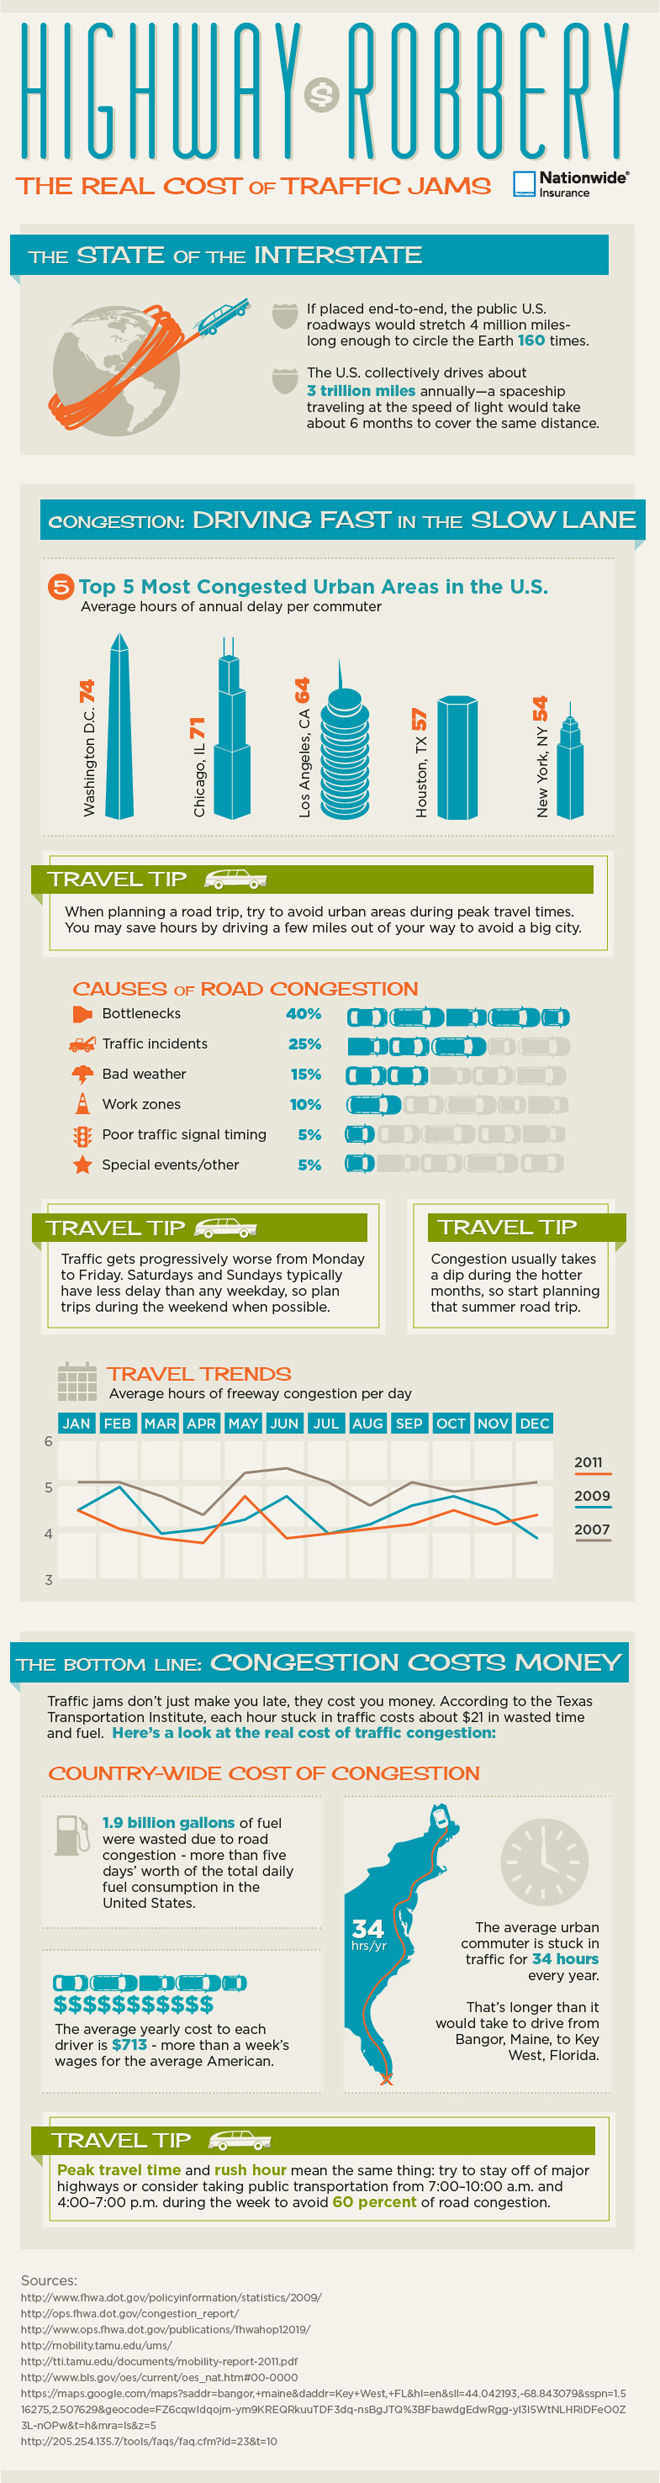 HIGHWAY $ ROBBERY
THE REAL COST OF TRAFFIC JAMS
Nationwide®
Insurance
THE STATE OF THE INTERSTATE
If placed end-to-end, the public U.S.
roadways would stretch 4 million miles-
long enough to circle the Earth 160 times.
The U.S. collectively drives about
3 trillion miles annually—a spaceship
traveling at the speed of light would take
about 6 months to cover the same distance.
CONGESTION: DRIVING FAST IN THE SLOW LANE
5 Top 5 Most Congested Urban Areas in the U.S.
Average hours of annual delay per commuter
Washington D.C. 74
Chicago, IL 71
Los Angeles, CA 64
Houston, TX 57
New York, NY 54
TRAVEL TIP
When planning a road trip, try to avoid urban areas during peak travel times.
You may save hours by driving a few miles out of your way to avoid a big city.
CAUSES OF ROAD CONGESTION
Bottlenecks 40%
Traffic incidents 25%
Bad weather 15%
Work zones 10%
Poor traffic signal timing 5%
Special events/other 5%
TRAVEL TIP
Traffic gets progressively worse from Monday
to Friday. Saturdays and Sundays typically
have less delay than any weekday, so plan
trips during the weekend when possible.
TRAVEL TIP
Congestion usually takes
a dip during the hotter
months, so start planning
that summer road trip.
TRAVEL TRENDS
Average hours of freeway congestion per day
JAN FEB MAR APR MAY JUN JUL AUG SEP OCT NOV DEC
6
5
4
3
2011
2009
2007
THE BOTTOM LINE: CONGESTION COSTS MONEY
Traffic jams don't just make you late, they cost you money. According to the Texas
Transportation Institute, each hour stuck in traffic costs about $21 in wasted time
and fuel. Here's a look at the real cost of traffic congestion:
COUNTRY-WIDE COST OF CONGESTION
1.9 billion gallons of fuel
were wasted due to road
congestion - more than five
days' worth of the total daily
fuel consumption in the
United States.
$$$$$$$$$$$
The average yearly cost to each
driver is $713 - more than a week's
wages for the average American.
34
hrs/yr
The average urban
commuter is stuck in
traffic for 34 hours
every year.
That's longer than it
would take to drive from
Bangor, Maine, to Key
West, Florida.
TRAVEL TIP
Peak travel time and rush hour mean the same thing: try to stay off of major
highways or consider taking public transportation from 7:00-10:00 a.m. and
4:00-7:00 p.m. during the week to avoid 60 percent of road congestion.
Sources:
http://www.fhwa.dot.gov/policyinformation/statistics/2009/
http://ops.fhwa.dot.gov/congestion_report/
http://www.ops.fhwa.dot.gov/publications/fhwahop12019/
http://mobility.tamu.edu/ums/
http://tti.tamu.edu/documents/mobility-report-2011.pdf
http://www.bls.gov/oes/current/oes_nat.htm#00-0000
https://maps.google.com/maps?saddr=bangor,+maine&daddr=Key+West,+FL&hl=en&sll=44.042193,-68.843079&sspn=1.5
16275,2.507629&geocode=FZ6cqwIdqojm-ym9KREQRkuuTDF3dq-nsBgJTQ%3BFbawdgEdwRgg-yI3I5WtNLHRiDFeO0Z
3L-nOPw&t=h&mra=ls&z=5
http://205.254.135.7/tools/faqs/faq.cfm?id=23&t=10